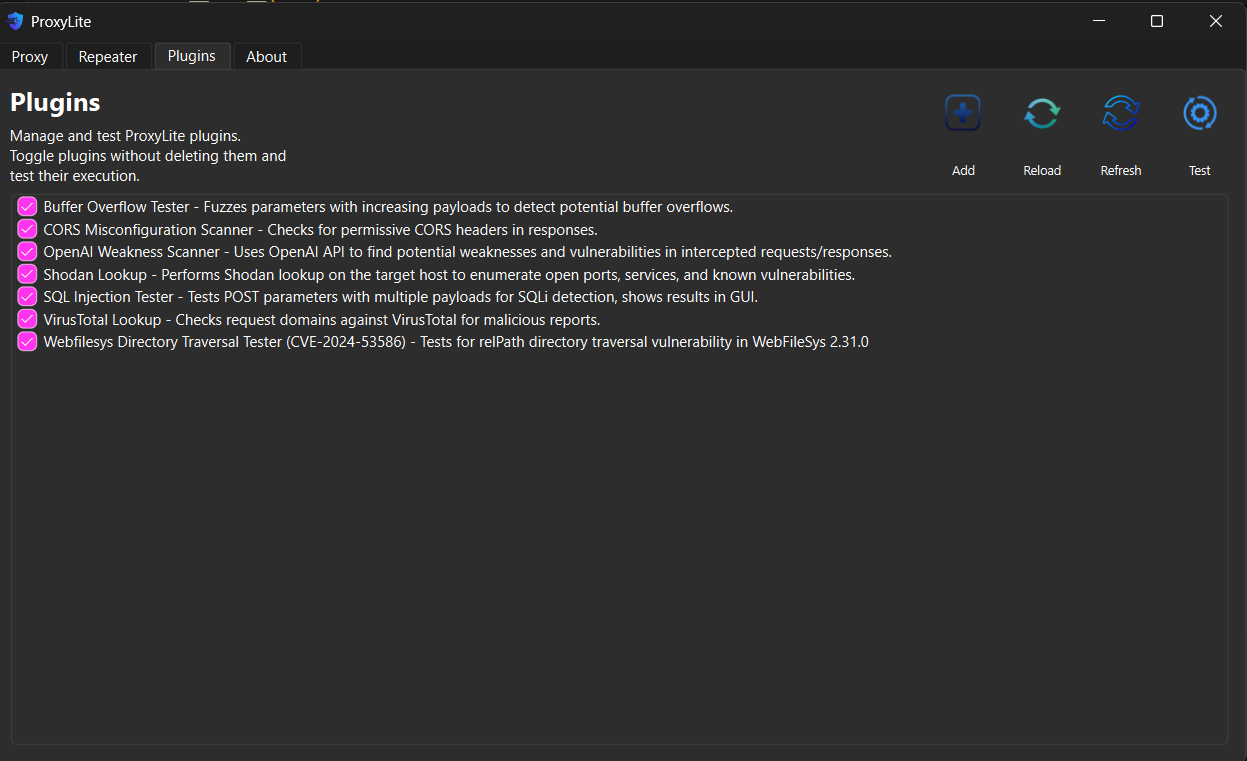 ProxyLite
Proxy
Repeater
Plugins
About
Plugins
Manage and test ProxyLite plugins.
Toggle plugins without deleting them and
test their execution.
Add
Reload
Refresh
Test
Buffer Overflow Tester - Fuzzes parameters with increasing payloads to detect potential buffer overflows.
CORS Misconfiguration Scanner - Checks for permissive CORS headers in responses.
OpenAI Weakness Scanner - Uses OpenAI API to find potential weaknesses and vulnerabilities in intercepted requests/responses.
Shodan Lookup - Performs Shodan lookup on the target host to enumerate open ports, services, and known vulnerabilities.
SQL Injection Tester - Tests POST parameters with multiple payloads for SQLi detection, shows results in GUI.
VirusTotal Lookup - Checks request domains against VirusTotal for malicious reports.
Webfilesys Directory Traversal Tester (CVE-2024-53586) - Tests for relPath directory traversal vulnerability in WebFileSys 2.31.0